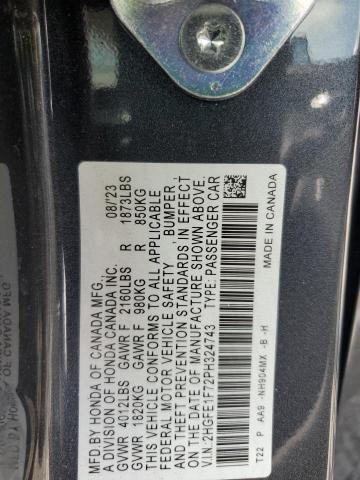 MFD BY HONDA OF CANADA MFG.,
A DIVISION OF HONDA CANADA INC. 08/'23
GVWR 4012LBS GAWR F 2160LBS R 1873LBS
GVWR 1820KG GAWR F 980KG R 850KG
THIS VEHICLE CONFORMS TO ALL APPLICABLE
FEDERAL MOTOR VEHICLE SAFETY , BUMPER,
AND THEFT PREVENTION STANDARDS IN EFFECT
ON THE DATE OF MANUFACTURE SHOWN ABOVE.
V.I.N:2HGFE1F72PH324743 TYPE:PASSENGER CAR
T22 P AA9 -NH904MX -B -H MADE IN CANADA